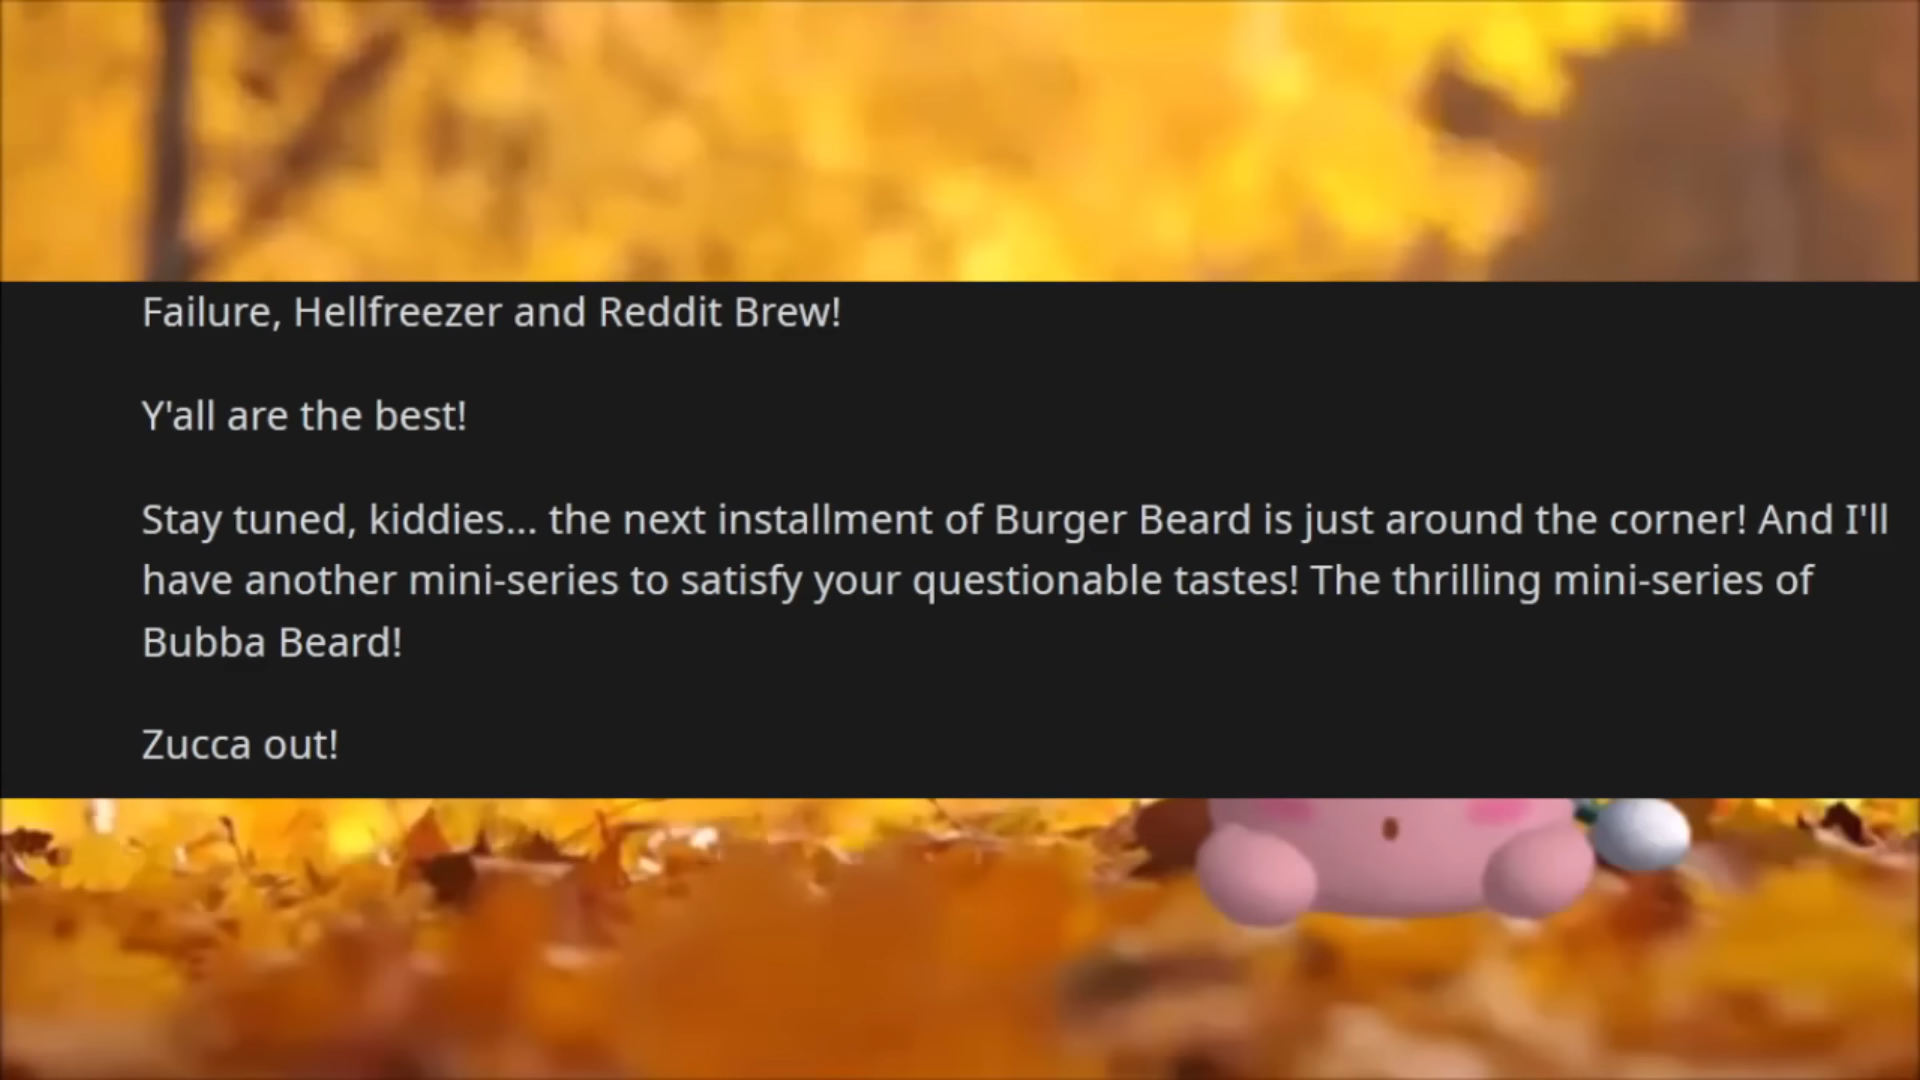 Failure, Hellfreezer and Reddit Brew!
Y'all are the best!
Stay tuned, kiddies... the next installment of Burger Beard is just around the corner! And I'll
have another mini-series to satisfy your questionable tastes! The thrilling mini-series of
Bubba Beard!
Zucca out!